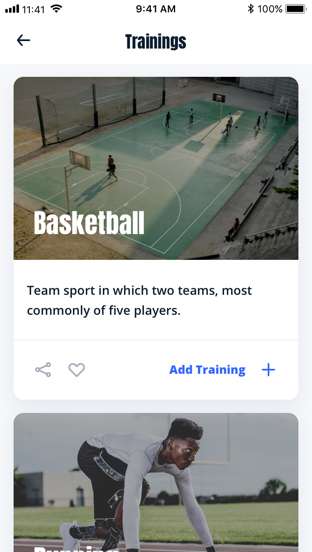 11:41 9:41 AM 100%
Trainings
Basketball
Team sport in which two teams, most
commonly of five players.
Add Training
Running